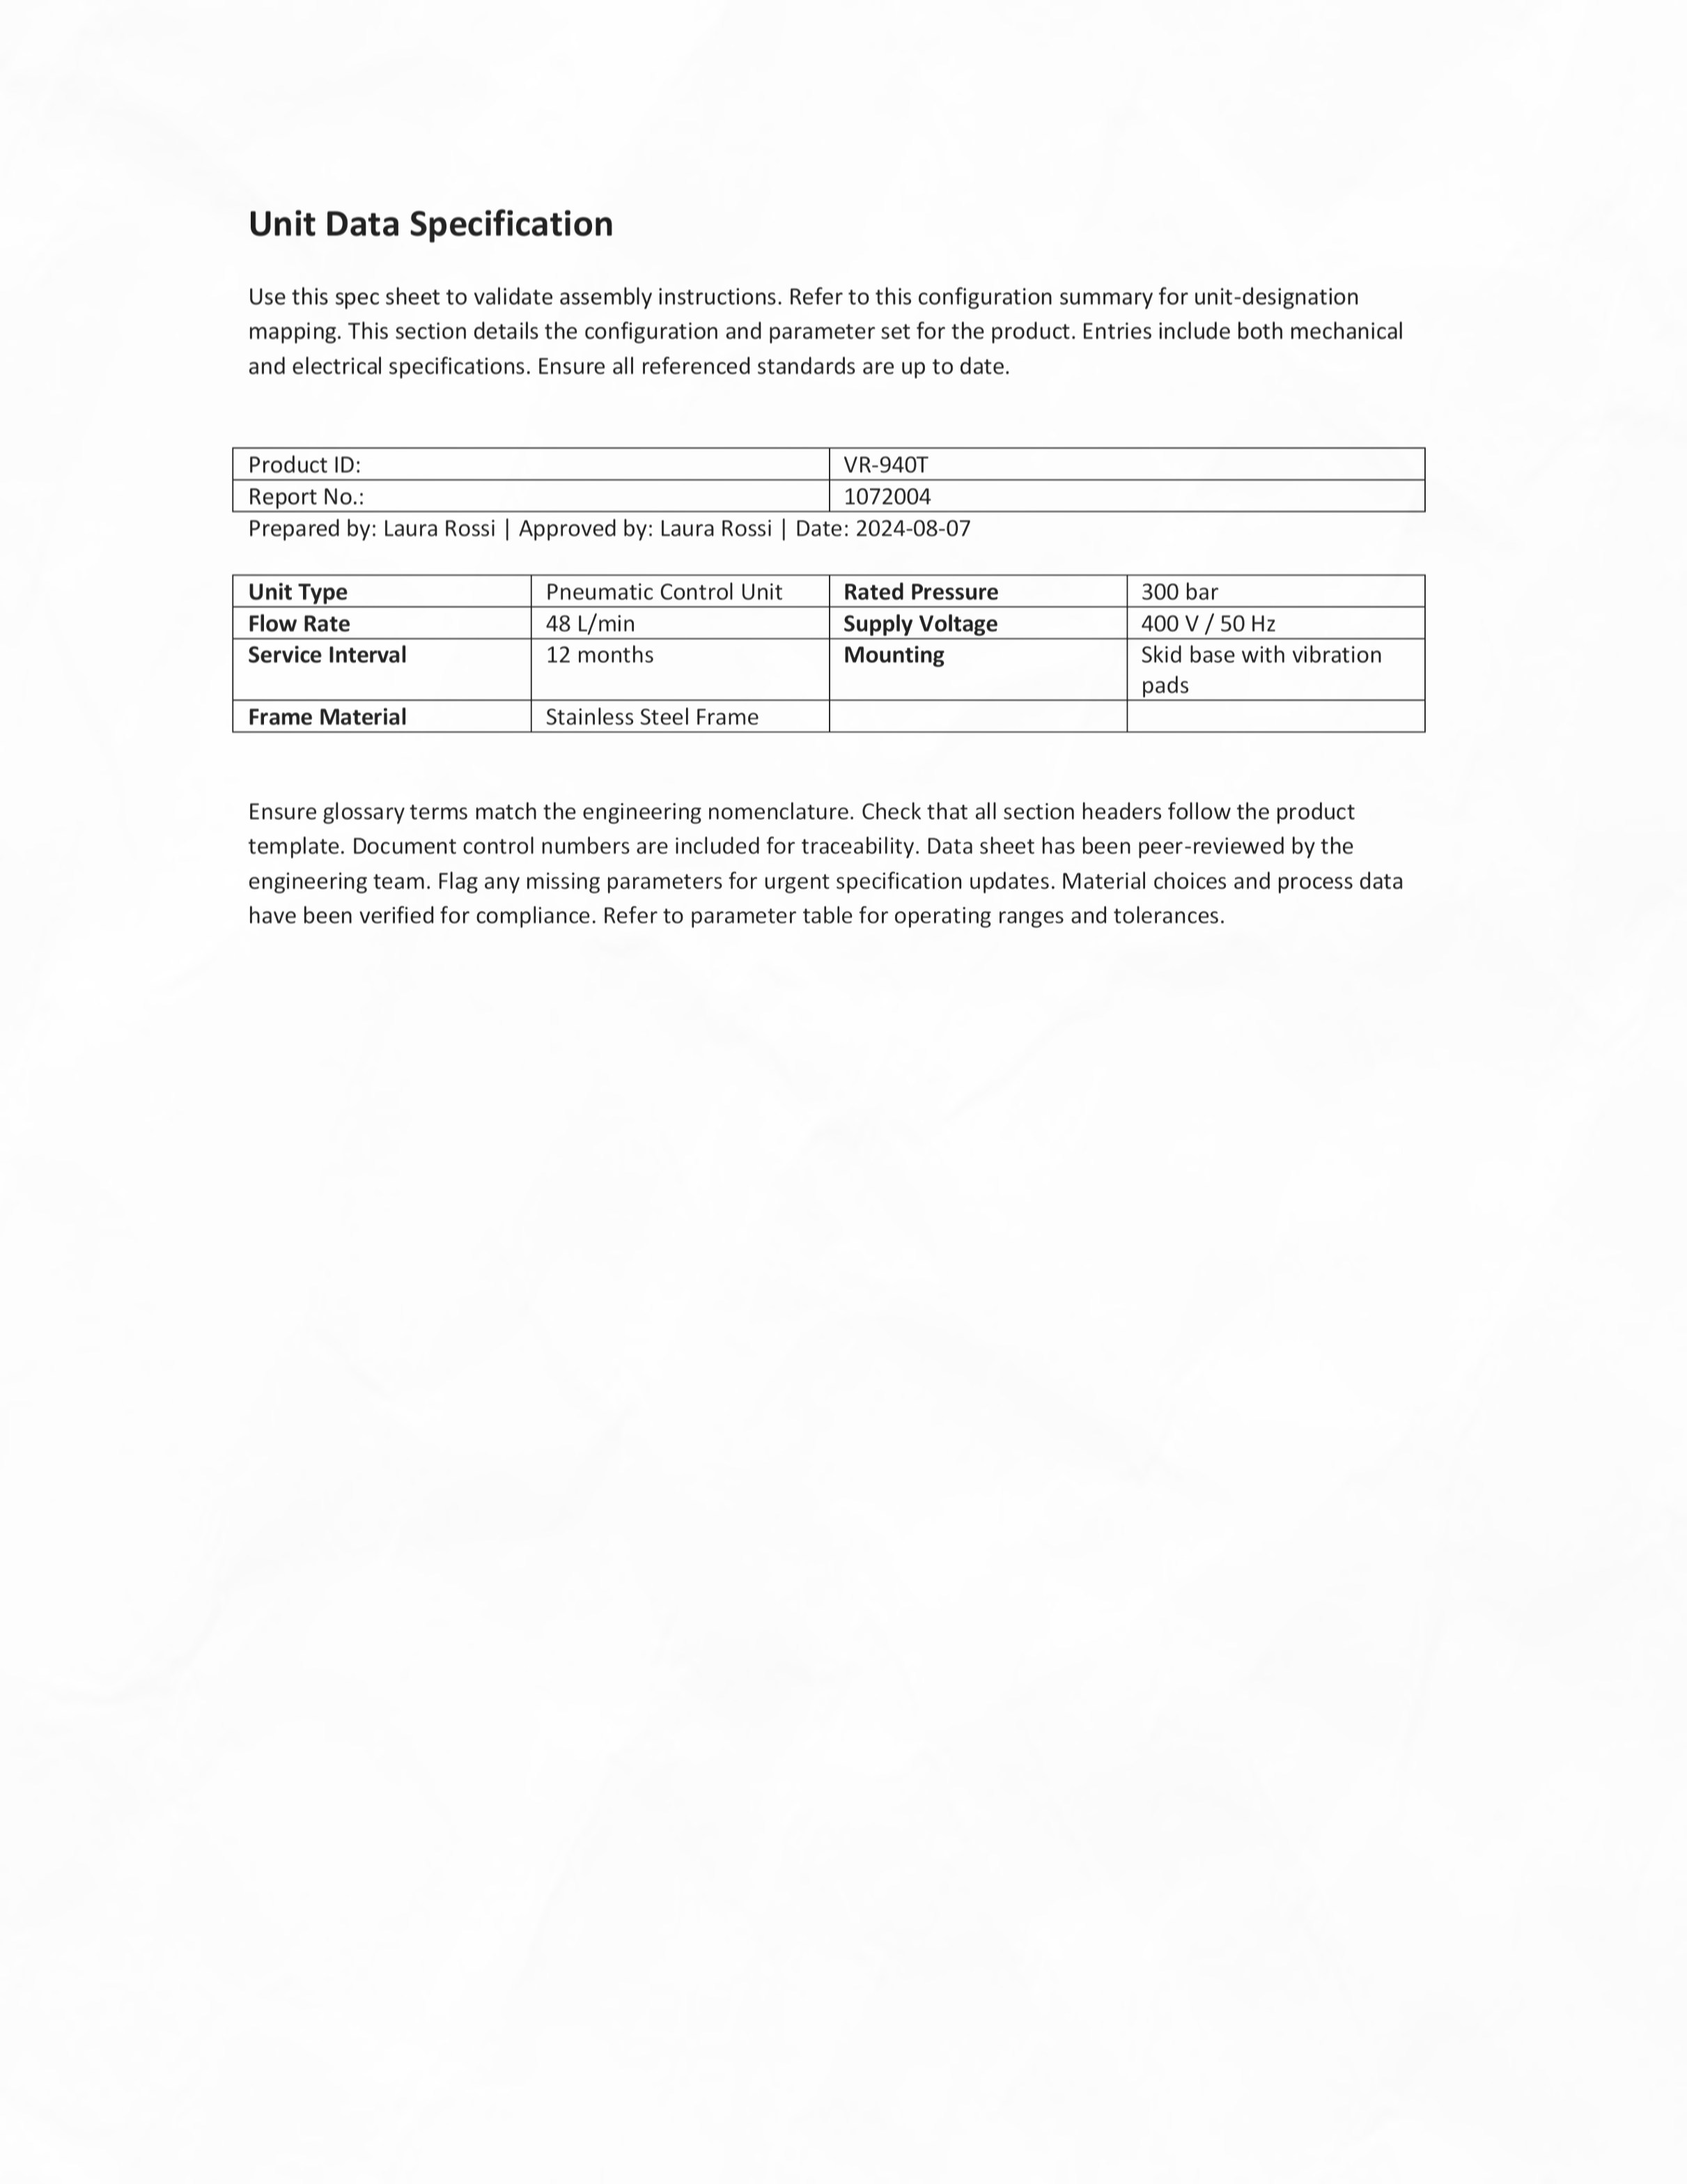 Unit Data Specification
Use this spec sheet to validate assembly instructions. Refer to this configuration summary for unit-designation
mapping. This section details the configuration and parameter set for the product. Entries include both mechanical
and electrical specifications. Ensure all referenced standards are up to date.
Product ID: VR-940T
Report No.: 1072004
Prepared by: Laura Rossi | Approved by: Laura Rossi | Date: 2024-08-07
Unit Type Pneumatic Control Unit Rated Pressure 300 bar
Flow Rate 48 L/min Supply Voltage 400 V / 50 Hz
Service Interval 12 months Mounting Skid base with vibration
pads
Frame Material Stainless Steel Frame
Ensure glossary terms match the engineering nomenclature. Check that all section headers follow the product
template. Document control numbers are included for traceability. Data sheet has been peer-reviewed by the
engineering team. Flag any missing parameters for urgent specification updates. Material choices and process data
have been verified for compliance. Refer to parameter table for operating ranges and tolerances.